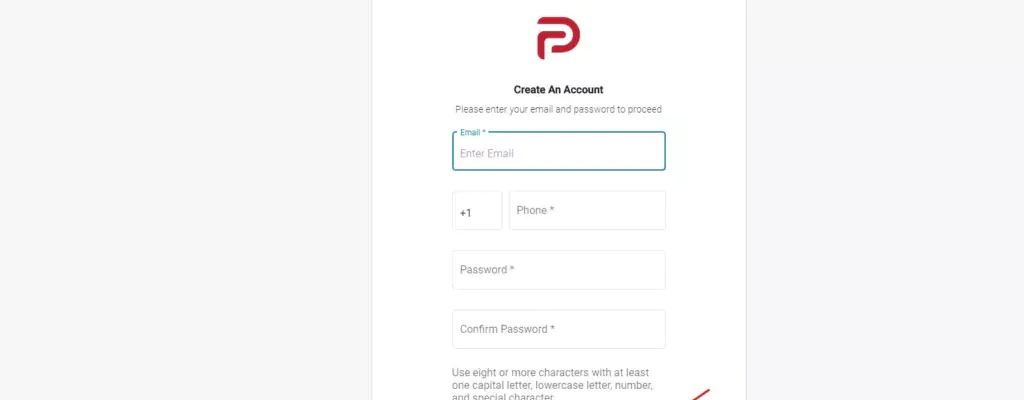 Create An Account
Please enter your email and password to proceed
Email *
Enter Email
+1
Phone *
Password *
Confirm Password *
Use eight or more characters with at least
one capital letter, lowercase letter, number,
and special character